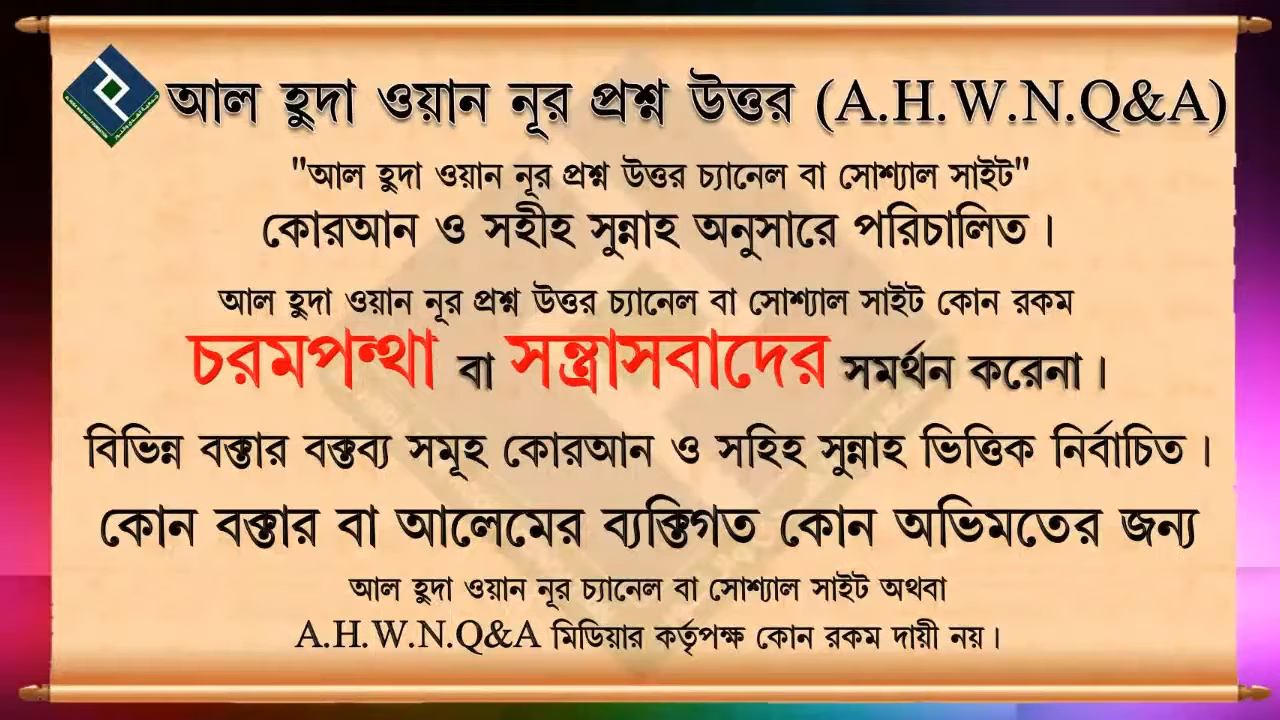 আল হুদা ওয়ান নূর প্রশ্ন উত্তর (A.H.W.N.Q&A)
"আল হুদা ওয়ান নূর প্রশ্ন উত্তর চ্যানেল বা সোশ্যাল সাইট"
কোরআন ও সহীহ সুন্নাহ অনুসারে পরিচালিত।
আল হুদা ওয়ান নূর প্রশ্ন উত্তর চ্যানেল বা সোশ্যাল সাইট কোন রকম
চরমপন্থা বা সন্ত্রাসবাদের সমর্থন করেনা।
বিভিন্ন বক্তার বক্তব্য সমূহ কোরআন ও সহিহ সুন্নাহ ভিত্তিক নির্বাচিত।
কোন বক্তার বা আলেমের ব্যক্তিগত কোন অভিমতের জন্য
আল হুদা ওয়ান নূর চ্যানেল বা সোশ্যাল সাইট অথবা
A.H.W.N.Q&A মিডিয়ার কর্তৃপক্ষ কোন রকম দায়ী নয়।